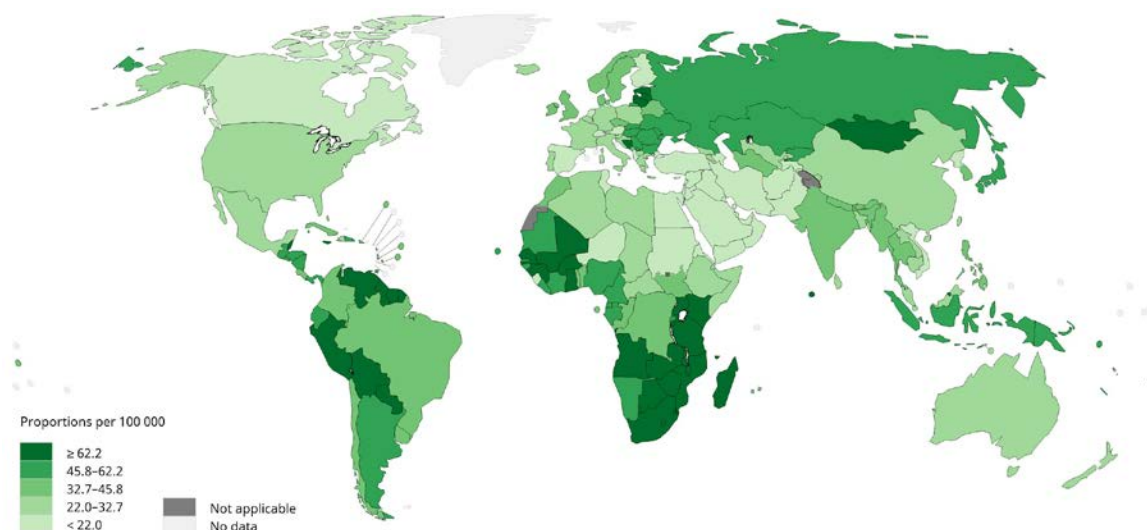 Proportions per 100 000
≥ 62.2
45.8–62.2
32.7–45.8
22.0–32.7
< 22.0
Not applicable
No data